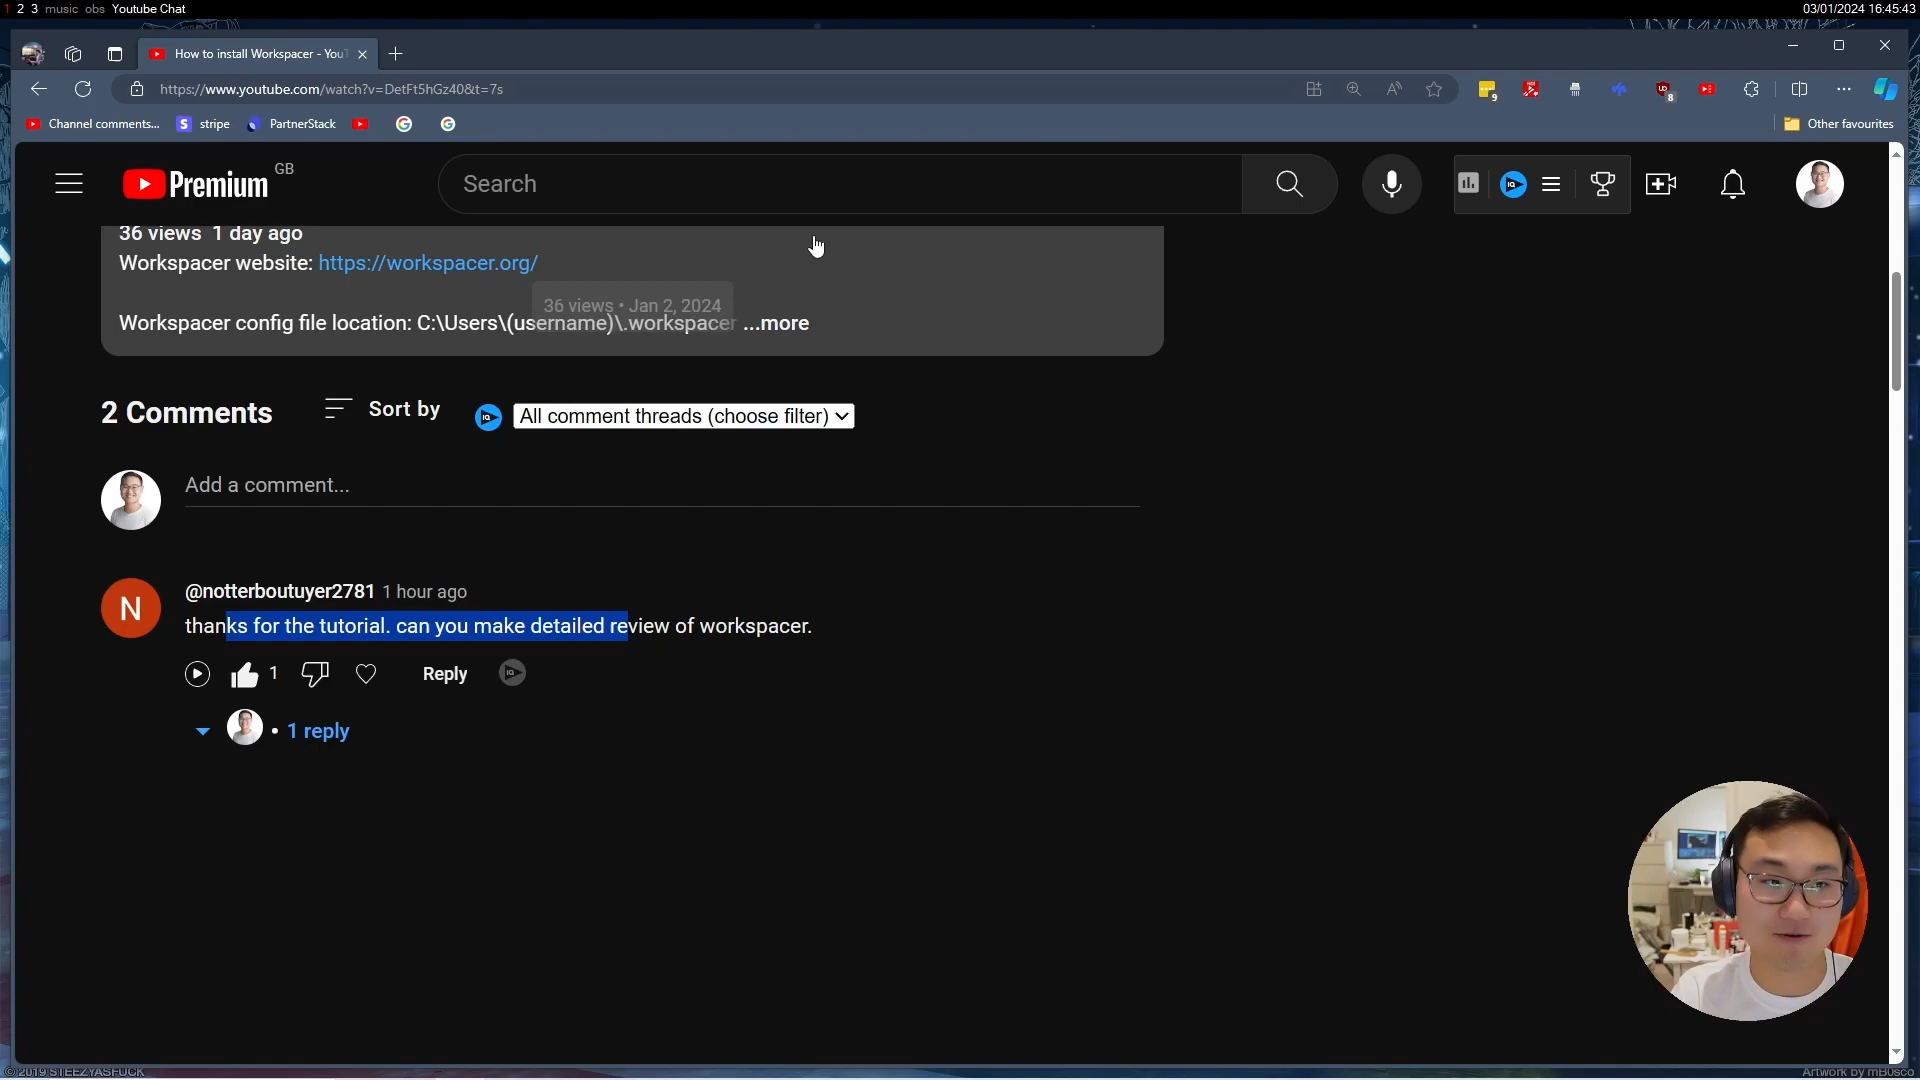 1 2 3 music obs Youtube Chat
03/01/2024 16:45:43
How to install Workspacer - YouT
https://www.youtube.com/watch?v=DetFt5hGz40&t=7s
9
8
Channel comments...
S stripe
PartnerStack
Other favourites
Premium GB
Search
36 views 1 day ago
Workspacer website: https://workspacer.org/
36 views • Jan 2, 2024
Workspacer config file location: C:\Users\(username)\.workspacer ...more
2 Comments
Sort by
All comment threads (choose filter)
Add a comment...
N
@notterboutuyer2781 1 hour ago
thanks for the tutorial. can you make detailed review of workspacer.
1
Reply
• 1 reply
© 2019 STEEZYASFUCK
Artwork by mB0sco